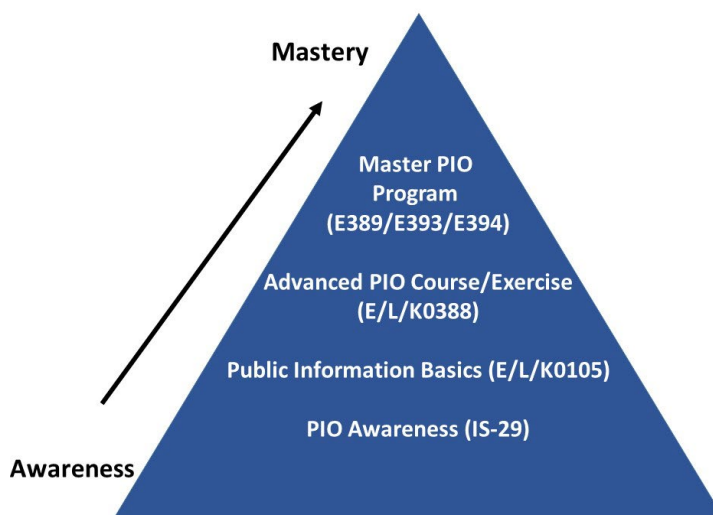 Mastery
Master PIO
Program
(E389/E393/E394)
Advanced PIO Course/Exercise
(E/L/K0388)
Public Information Basics (E/L/K0105)
PIO Awareness (IS-29)
Awareness